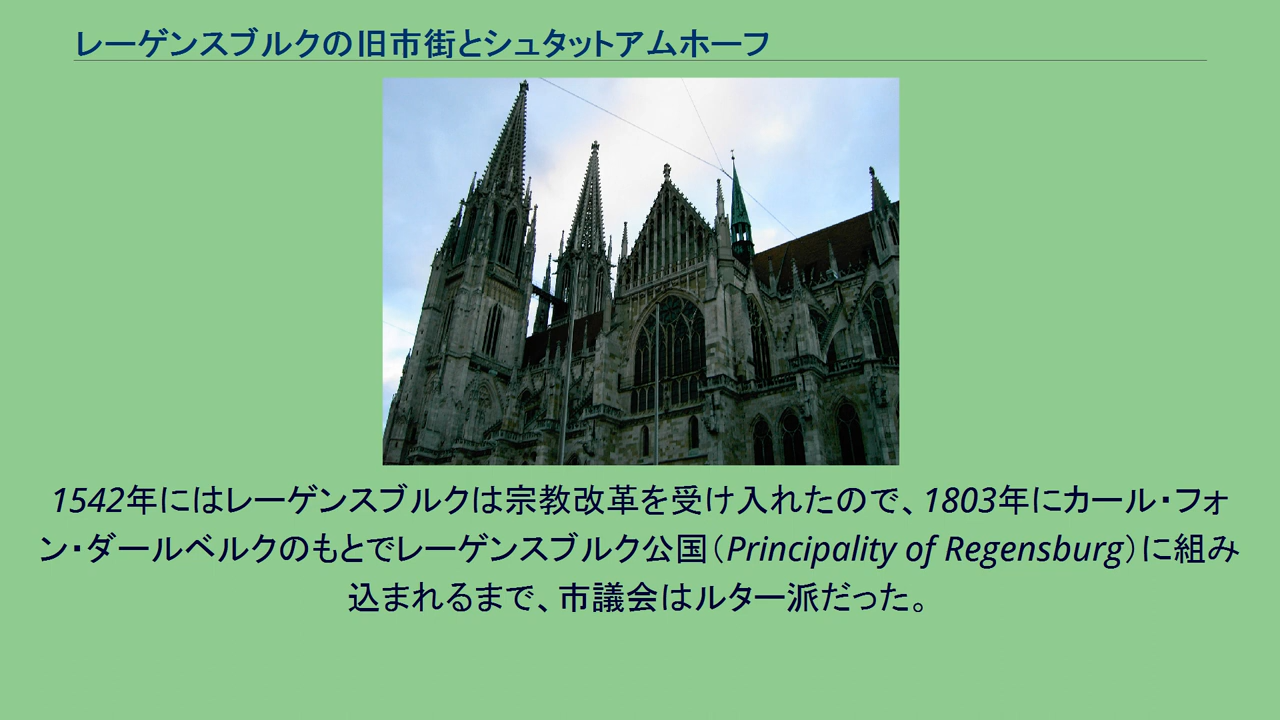 レーゲンスブルクの旧市街とシュタットアムホーフ
1542年にはレーゲンスブルクは宗教改革を受け入れたので、1803年にカール・フォ
ン・ダールベルクのもとでレーゲンスブルク公国（Principality of Regensburg）に組み
込まれるまで、市議会はルター派だった。